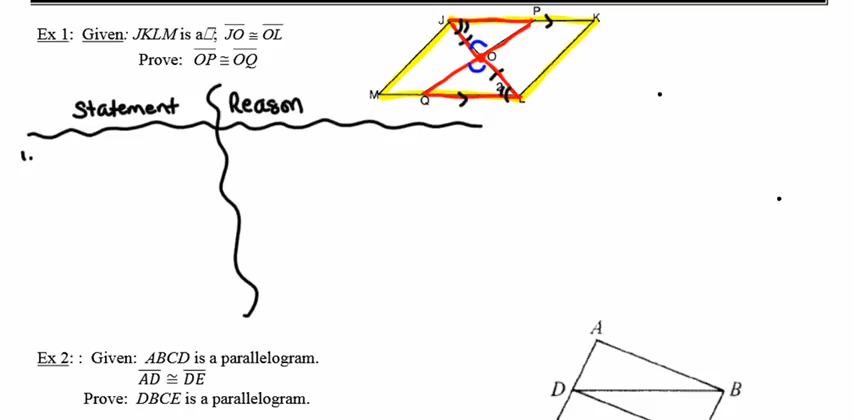 Ex 1: Given: JKLM is a▱; JO ≅ OL
Prove: OP ≅ OQ
J
P
K
O
2
M
Q
L
Statement
Reason
1.
Ex 2: : Given: ABCD is a parallelogram.
AD ≅ DE
Prove: DBCE is a parallelogram.
A
D
B